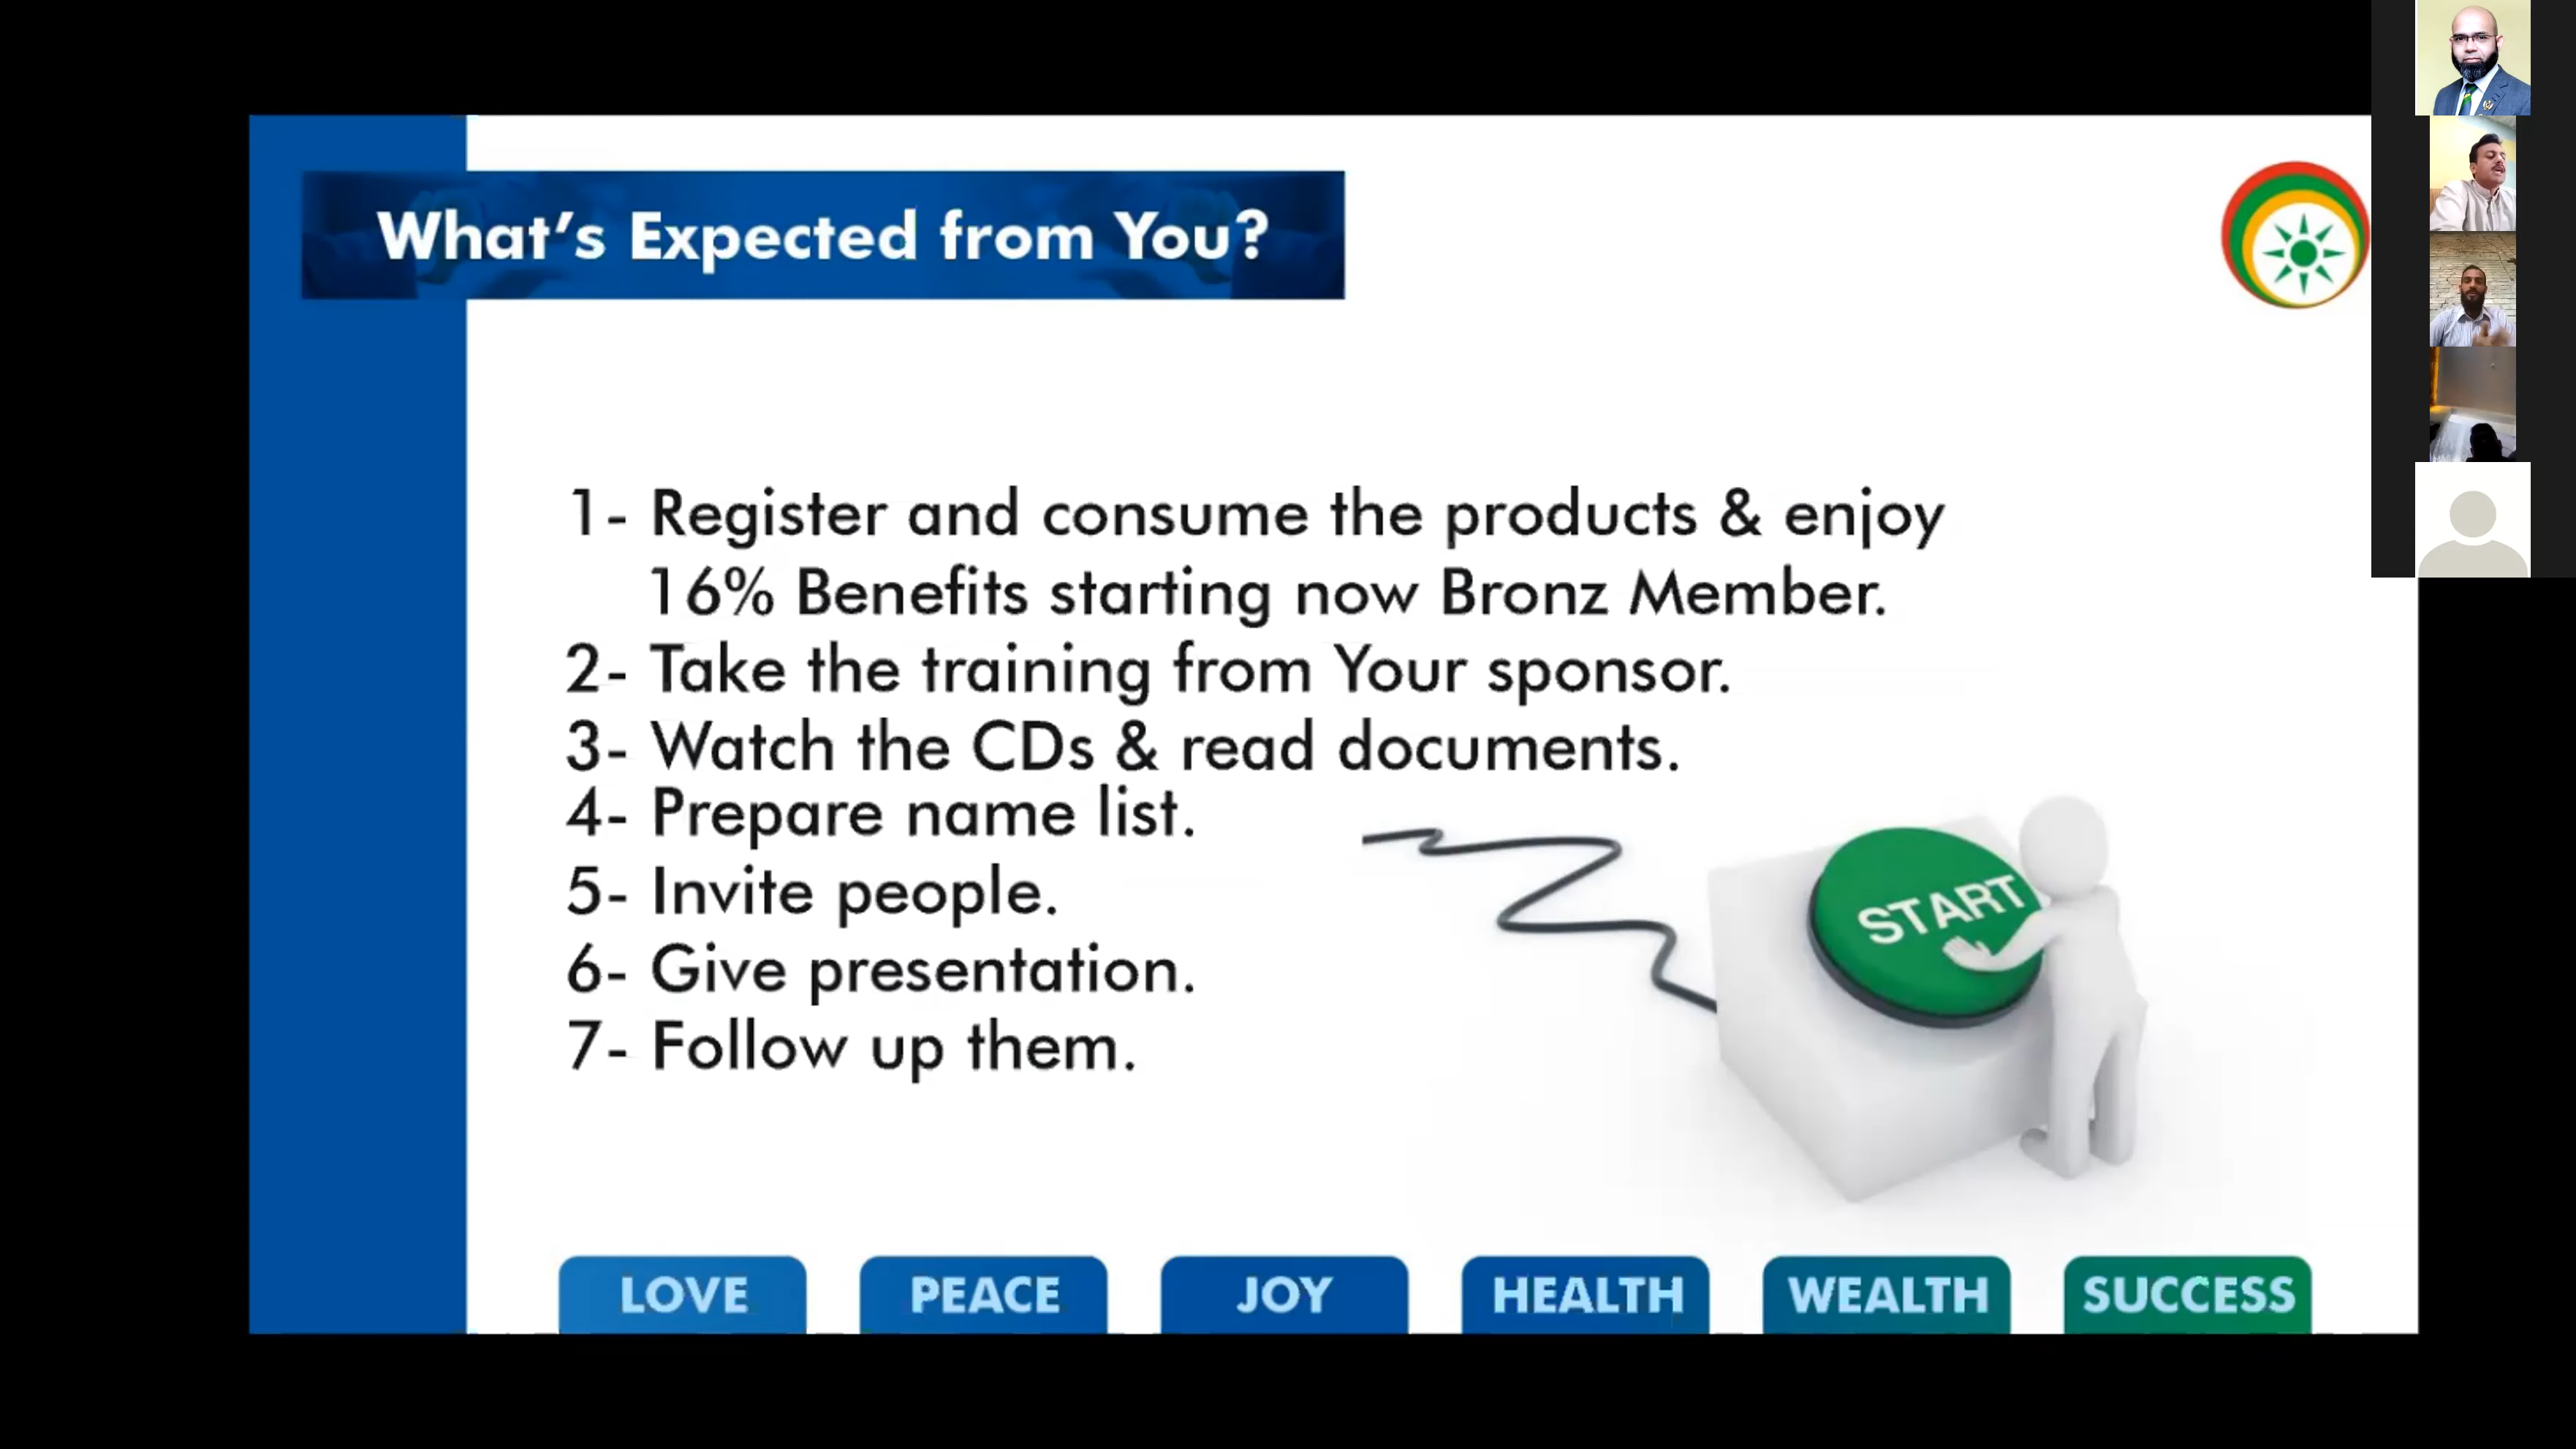 What's Expected from You?
1- Register and consume the products & enjoy
16% Benefits starting now Bronz Member.
2- Take the training from Your sponsor.
3- Watch the CDs & read documents.
4- Prepare name list.
5- Invite people.
6- Give presentation.
7- Follow up them.
START
LOVE PEACE JOY HEALTH WEALTH SUCCESS